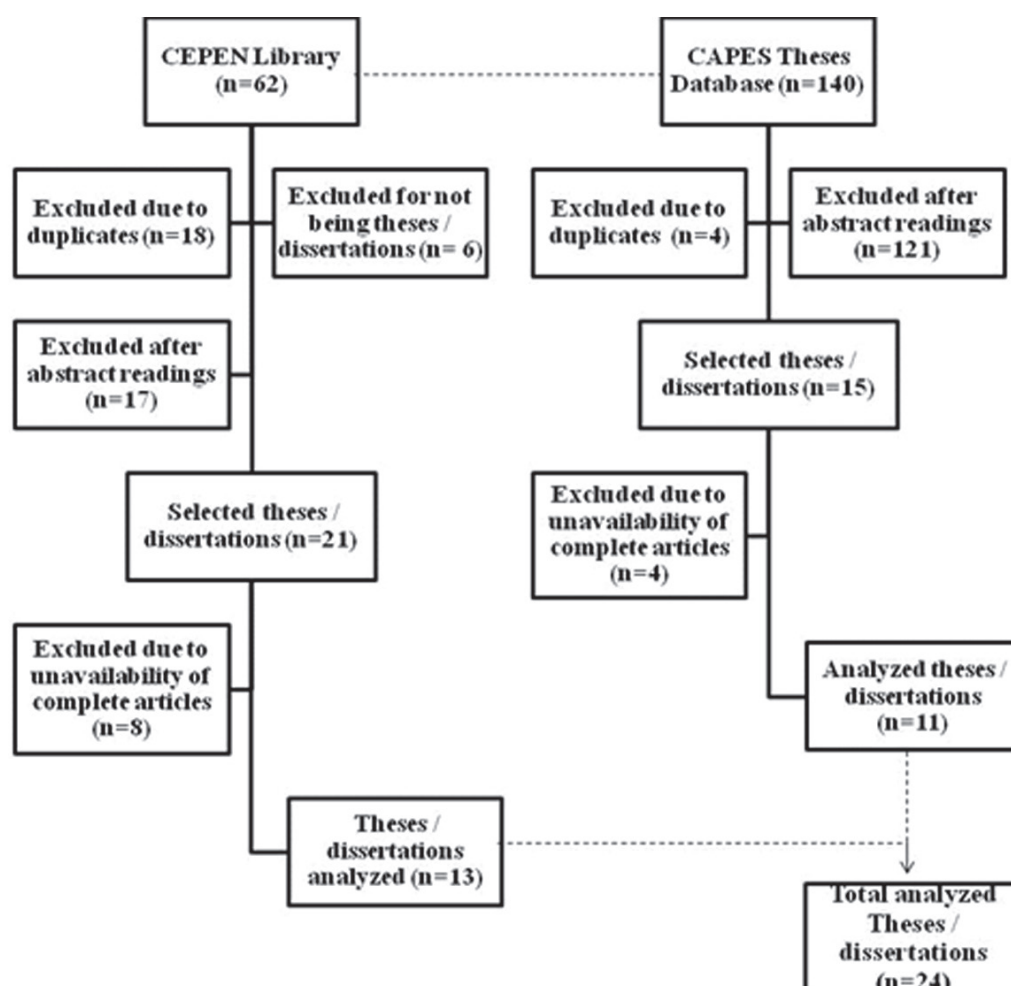 CEPEN Library
(n=62)
CAPES Theses
Database (n=140)
Excluded due to
duplicates (n=18)
Excluded for not
being theses /
dissertations (n= 6)
Excluded due to
duplicates (n=4)
Excluded after
abstract readings
(n=121)
Excluded after
abstract readings
(n=17)
Selected theses /
dissertations (n=15)
Selected theses /
dissertations (n=21)
Excluded due to
unavailability of
complete articles
(n=4)
Excluded due to
unavailability of
complete articles
(n=8)
Analyzed theses /
dissertations
(n=11)
Theses /
dissertations
analyzed (n=13)
Total analyzed
Theses /
dissertations
(n=24)